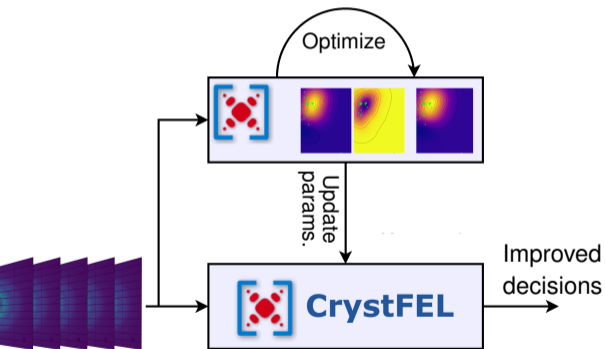 Optimize
Update
params.
CrystFEL
Improved
decisions